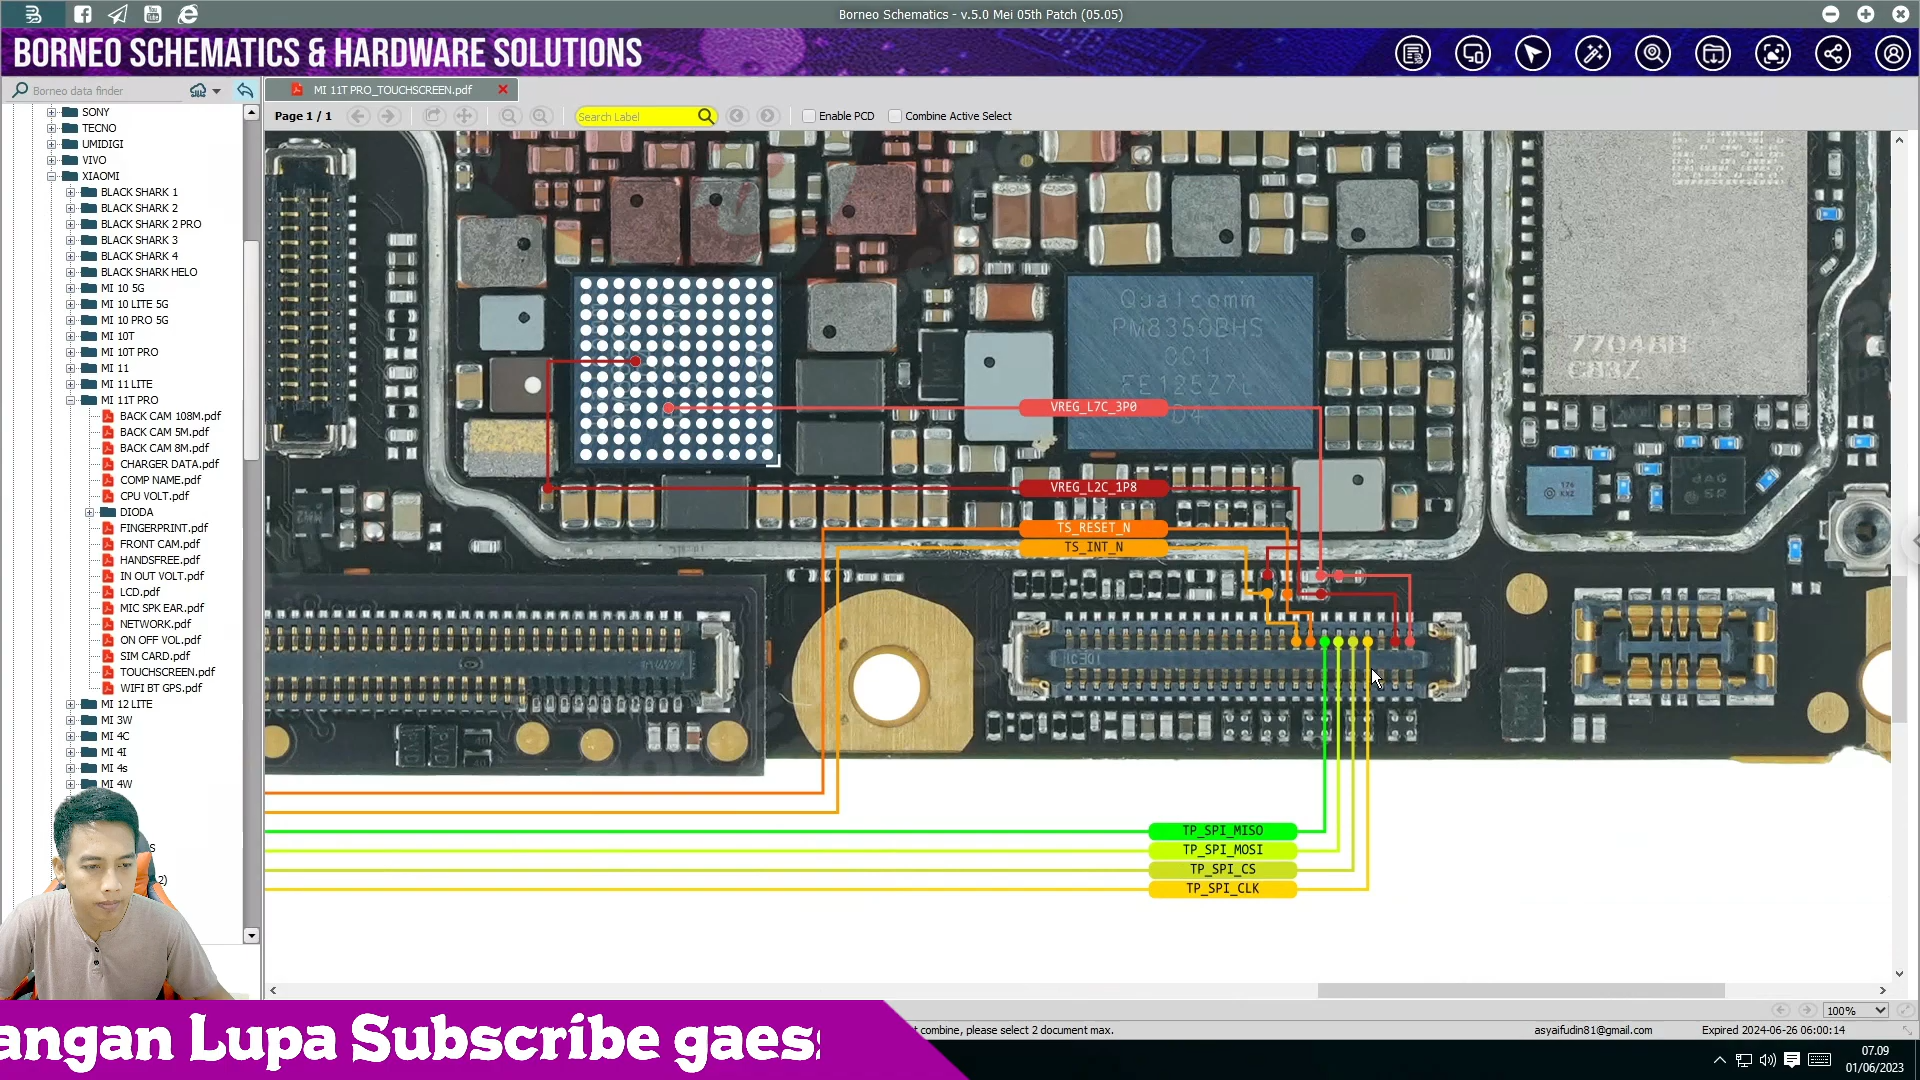 Borneo Schematics - v.5.0 Mei 05th Patch (05.05)
BORNEO SCHEMATICS & HARDWARE SOLUTIONS
Borneo data finder
MI 11T PRO_TOUCHSCREEN.pdf
Page 1 / 1
Search Label
Enable PCD
Combine Active Select
SONY
TECNO
UMIDIGI
VIVO
XIAOMI
BLACK SHARK 1
BLACK SHARK 2
BLACK SHARK 2 PRO
BLACK SHARK 3
BLACK SHARK 4
BLACK SHARK HELO
MI 10 5G
MI 10 LITE 5G
MI 10 PRO 5G
MI 10T
MI 10T PRO
MI 11
MI 11 LITE
MI 11T PRO
BACK CAM 108M.pdf
BACK CAM 5M.pdf
BACK CAM 8M.pdf
CHARGER DATA.pdf
COMP NAME.pdf
CPU VOLT.pdf
DIODA
FINGERPRINT.pdf
FRONT CAM.pdf
HANDSFREE.pdf
IN OUT VOLT.pdf
LCD.pdf
MIC SPK EAR.pdf
NETWORK.pdf
ON OFF VOL.pdf
SIM CARD.pdf
TOUCHSCREEN.pdf
WIFI BT GPS.pdf
MI 12 LITE
MI 3W
MI 4C
MI 4I
MI 4s
MI 4W
S
2)
Qualcomm
PM8350BHS
VREG_L7C_3P0
VREG_L2C_1P8
TS_RESET_N
TS_INT_N
77048B
TP_SPI_MISO
TP_SPI_MOSI
TP_SPI_CS
TP_SPI_CLK
100%
t combine, please select 2 document max.
asyaifudin81@gmail.com
Expired 2024-06-26 06:00:14
angan Lupa Subscribe gaes
07.09
01/06/2023